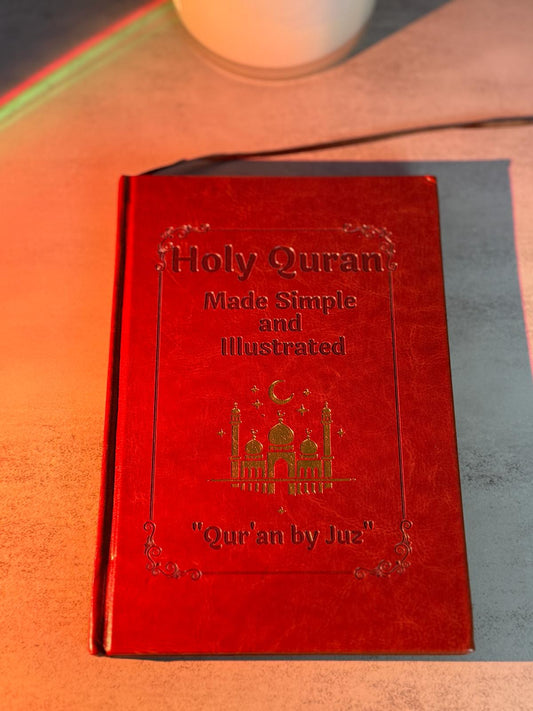 Holy Quran
Made Simple
and
Illustrated
"Qur'an by Juz"